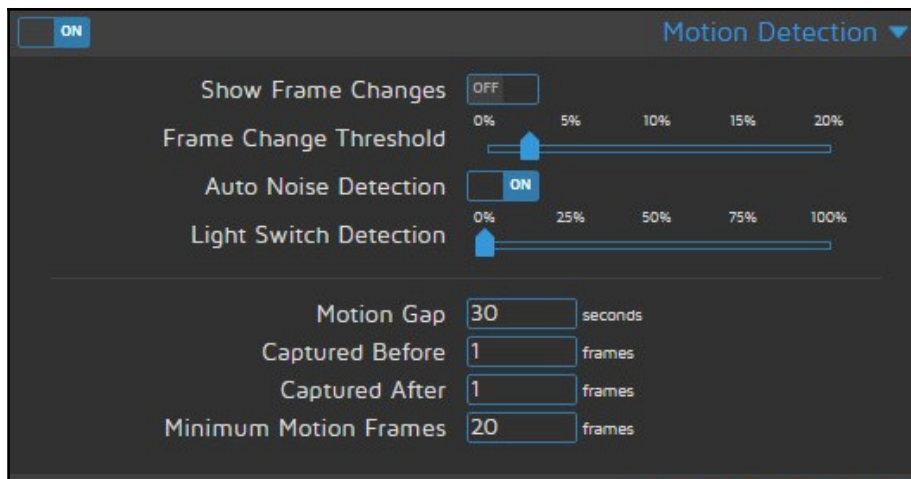 ON Motion Detection
Show Frame Changes OFF
0% 5% 10% 15% 20%
Frame Change Threshold
Auto Noise Detection ON
0% 25% 50% 75% 100%
Light Switch Detection
Motion Gap 30 seconds
Captured Before 1 frames
Captured After 1 frames
Minimum Motion Frames 20 frames